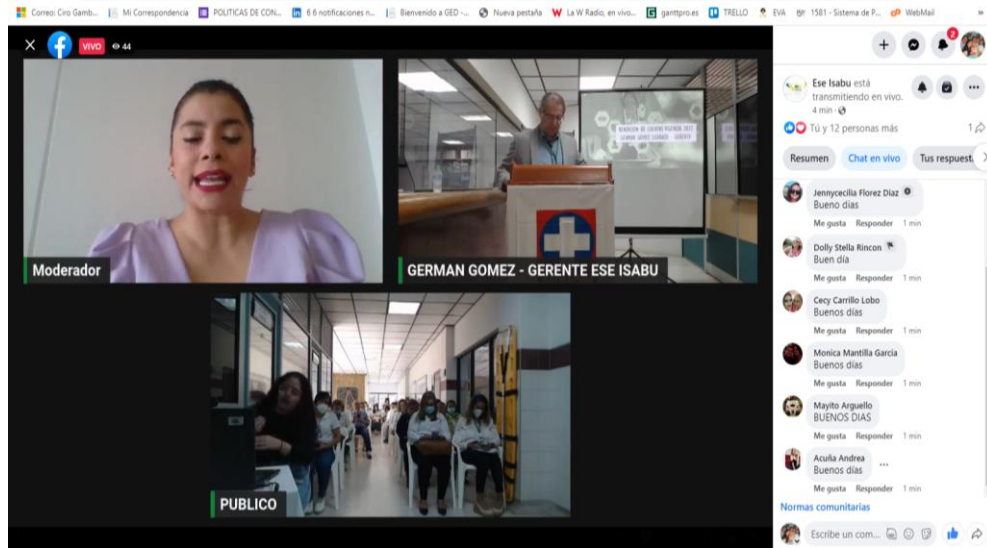 Correo: Ciro Gamb...
Mi Correspondencia
POLITICAS DE CON...
6 6 notificaciones n...
Bienvenido a GED -...
Nueva pestaña
La W Radio, en vivo...
ganttpro.es
TRELLO
EVA
1581 - Sistema de P...
WebMail
»
VIVO
44
Moderador
GERMAN GOMEZ - GERENTE ESE ISABU
PUBLICO
2
Ese Isabu está
transmitiendo en vivo.
4 min ·
Tú y 12 personas más
1
Resumen
Chat en vivo
Tus respuest
Jennycecilia Florez Diaz
Bueno dias
Me gusta Responder 1 min
Dolly Stella Rincon
Buen día
Me gusta Responder 1 min
Cecy Carrillo Lobo
Buenos días
Me gusta Responder 1 min
Monica Mantilla Garcia
Buenos días
Me gusta Responder 1 min
Mayito Arguello
BUENOS DIAS
Me gusta Responder 1 min
Acuña Andrea
Buenos días
Me gusta Responder 1 min
Normas comunitarias
Escribe un com...